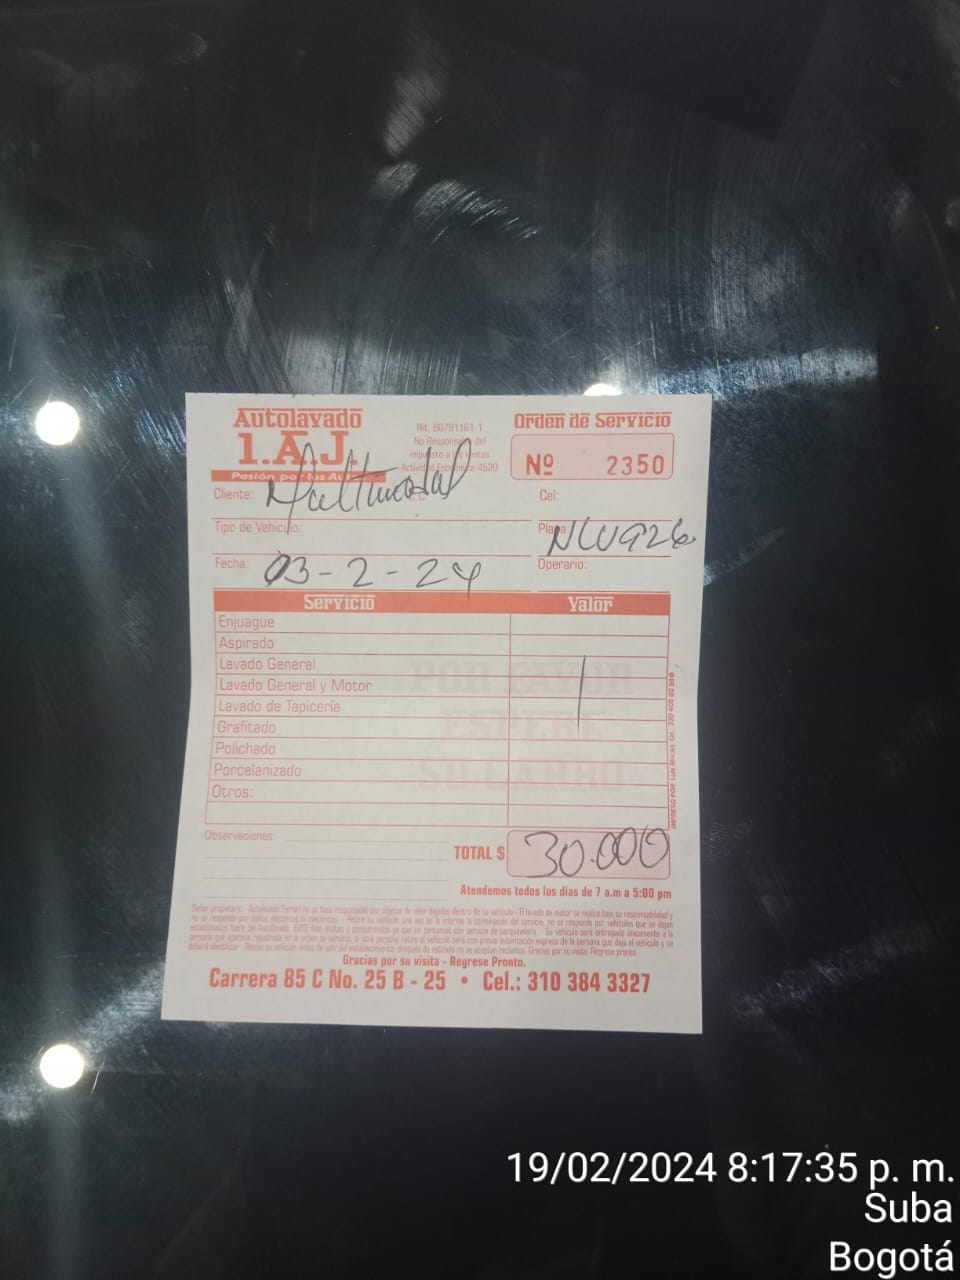 Autolavado
1.A.J.
Pasión por los Autos
Nit. 80791161-1
No Responsable del
impuesto a las ventas
Actividad Económica 4520
Orden de Servicio
Nº 2350
Cliente: Multimodal
Cel:
Tipo de Vehículo:
Placa: NLU926
Fecha: 03-2-24
Operario:
Servicio Valor
Enjuague
Aspirado
Lavado General
Lavado General y Motor
Lavado de Tapicería
Grafitado
Polichado
Porcelanizado
Otros:
POR FAVOR
ESPERE
SU CARRO
Observaciones:
TOTAL $ 30.000
Atendemos todos los días de 7 a.m a 5:00 pm
Gracias por su visita - Regrese Pronto.
Carrera 85 C No. 25 B - 25 • Cel.: 310 384 3327
19/02/2024 8:17:35 p. m.
Suba
Bogotá